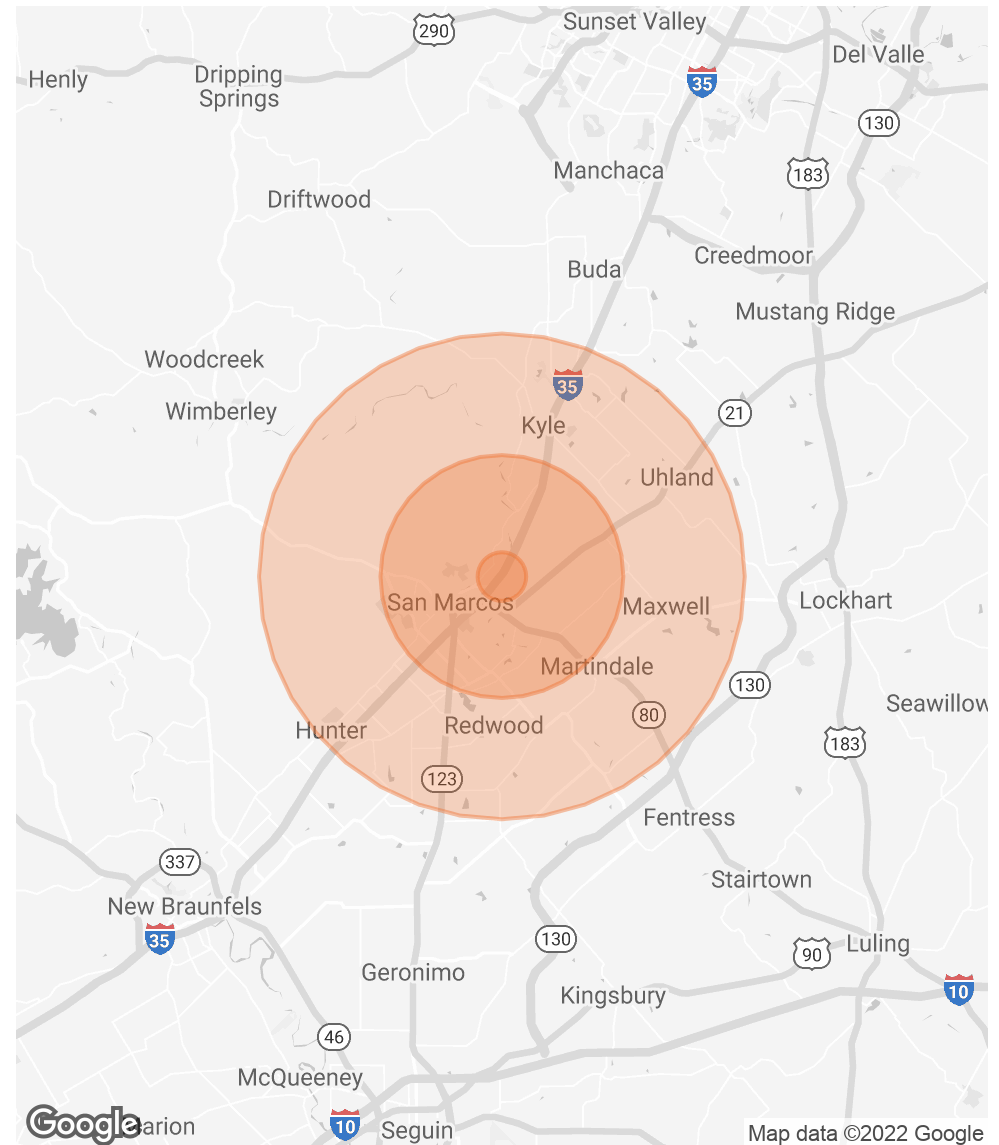 Sunset Valley
290
Del Valle
Henly
Dripping
Springs
35
130
Manchaca
183
Driftwood
Creedmoor
Buda
Mustang Ridge
Woodcreek
35
Wimberley
21
Kyle
Uhland
San Marcos
Maxwell
Lockhart
Martindale
130
Seawillow
80
Redwood
Hunter
183
123
Fentress
337
Stairtown
New Braunfels
35
130
Luling
90
Geronimo
Kingsbury
10
46
McQueeney
Google
arion
10
Seguin
Map data ©2022 Google